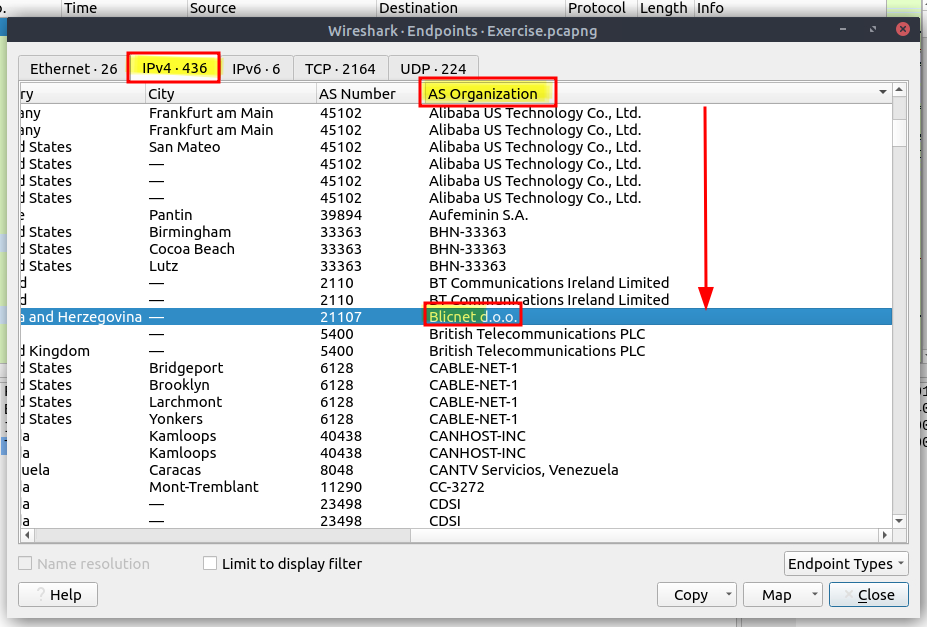 Time Source Destination Protocol Length Info
Wireshark · Endpoints · Exercise.pcapng
Ethernet · 26 IPv4 · 436 IPv6 · 6 TCP · 2164 UDP · 224
ry City AS Number AS Organization
any Frankfurt am Main 45102 Alibaba US Technology Co., Ltd.
any Frankfurt am Main 45102 Alibaba US Technology Co., Ltd.
d States San Mateo 45102 Alibaba US Technology Co., Ltd.
d States — 45102 Alibaba US Technology Co., Ltd.
d States — 45102 Alibaba US Technology Co., Ltd.
d States — 45102 Alibaba US Technology Co., Ltd.
e Pantin 39894 Aufeminin S.A.
d States Birmingham 33363 BHN-33363
d States Cocoa Beach 33363 BHN-33363
d States Lutz 33363 BHN-33363
d — 2110 BT Communications Ireland Limited
d — 2110 BT Communications Ireland Limited
a and Herzegovina — 21107 Blicnet d.o.o.
— 5400 British Telecommunications PLC
d Kingdom — 5400 British Telecommunications PLC
d States Bridgeport 6128 CABLE-NET-1
d States Brooklyn 6128 CABLE-NET-1
d States Larchmont 6128 CABLE-NET-1
d States Yonkers 6128 CABLE-NET-1
a Kamloops 40438 CANHOST-INC
a Kamloops 40438 CANHOST-INC
uela Caracas 8048 CANTV Servicios, Venezuela
a Mont-Tremblant 11290 CC-3272
a — 23498 CDSI
a — 23498 CDSI
Name resolution Limit to display filter Endpoint Types
? Help Copy Map Close